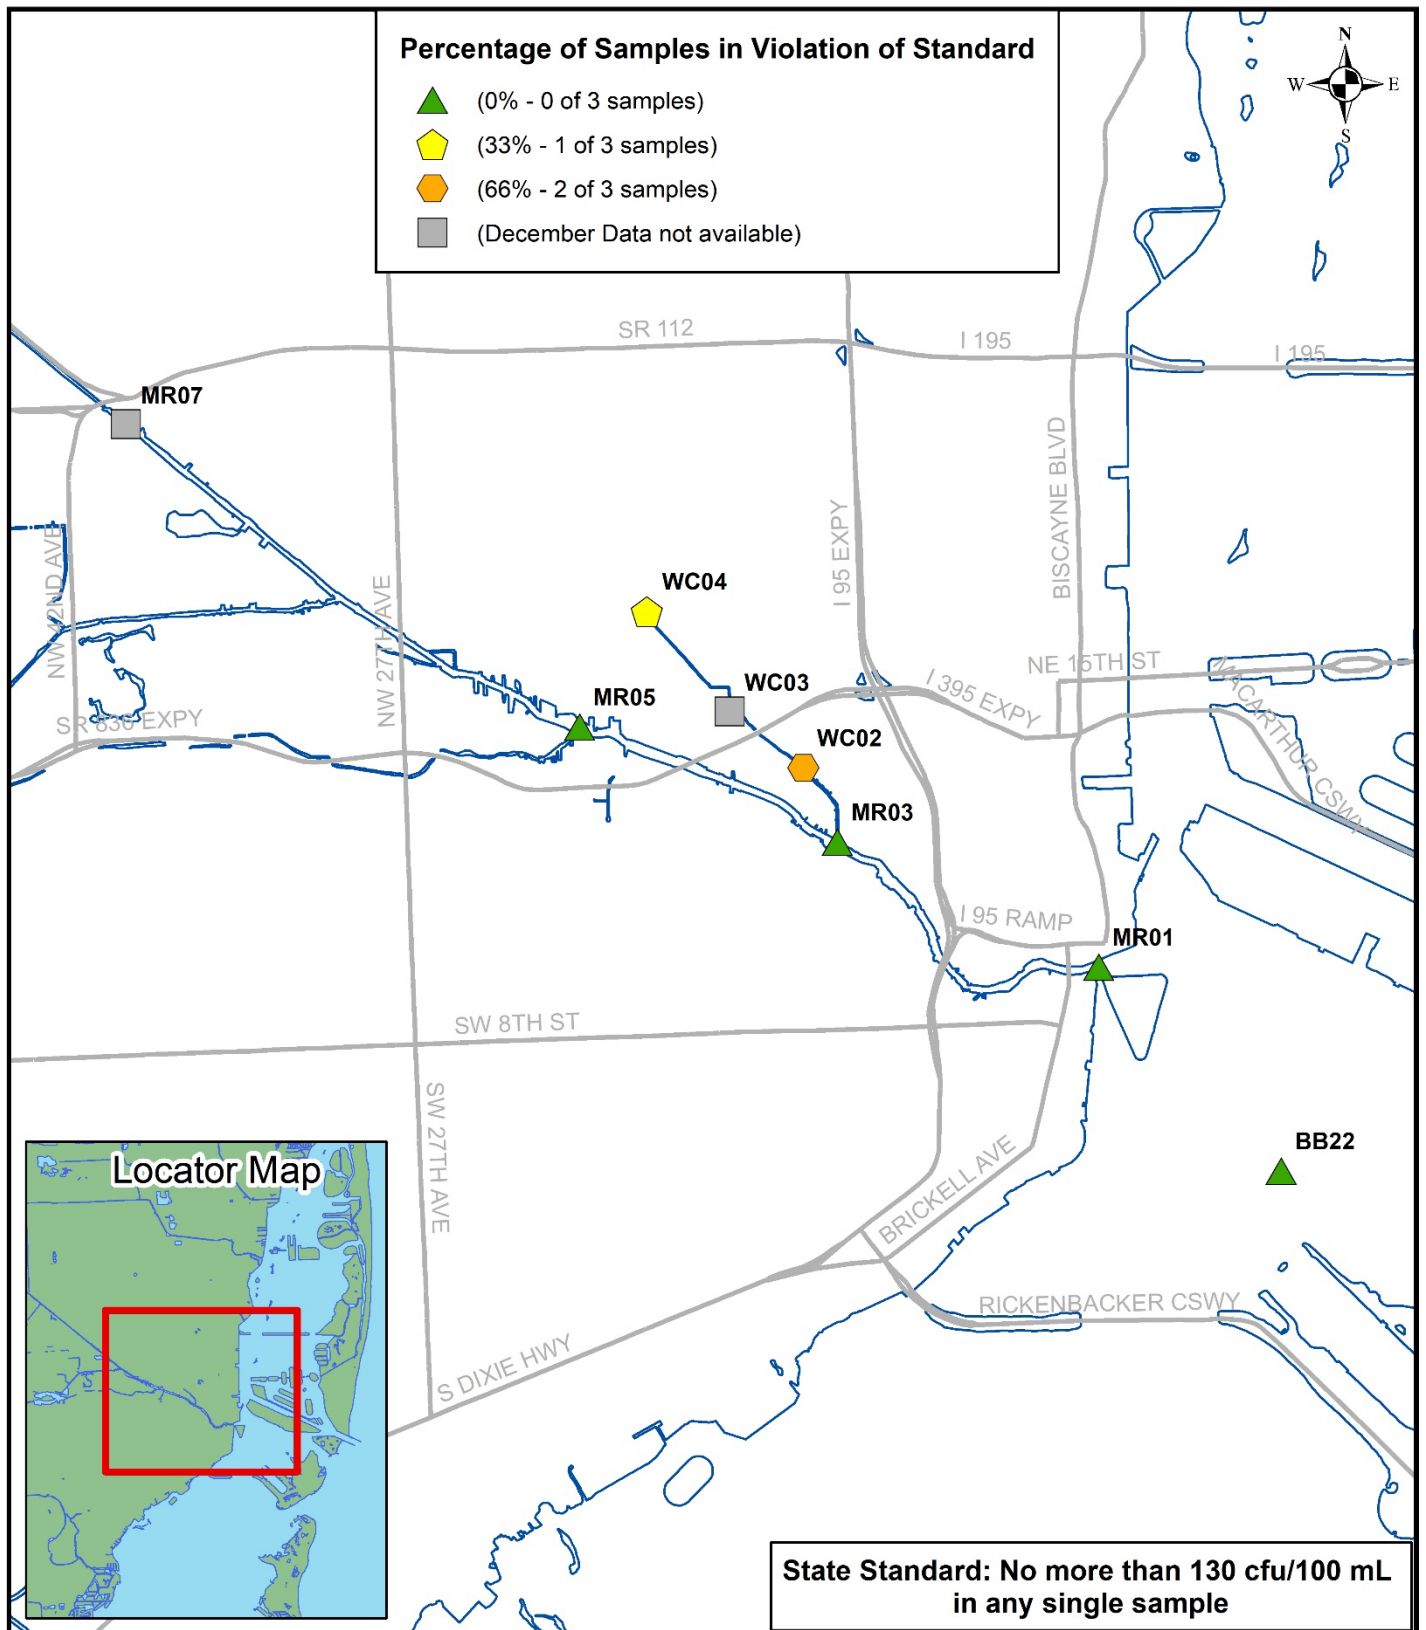 Percentage of Samples in Violation of Standard
(0% - 0 of 3 samples)
(33% - 1 of 3 samples)
(66% - 2 of 3 samples)
(December Data not available)
N
W
E
S
SR 112
I 195
I 195
MR07
BISCAYNE BLVD
I 95 EXPY
NW 42ND AVE
NW 27TH AVE
WC04
NE 15TH ST
MACARTHUR CSWY
WC03
I 395 EXPY
MR05
SR 836 EXPY
WC02
MR03
I 95 RAMP
MR01
SW 8TH ST
SW 27TH AVE
BRICKELL AVE
BB22
Locator Map
RICKENBACKER CSWY
S DIXIE HWY
State Standard: No more than 130 cfu/100 mL
in any single sample